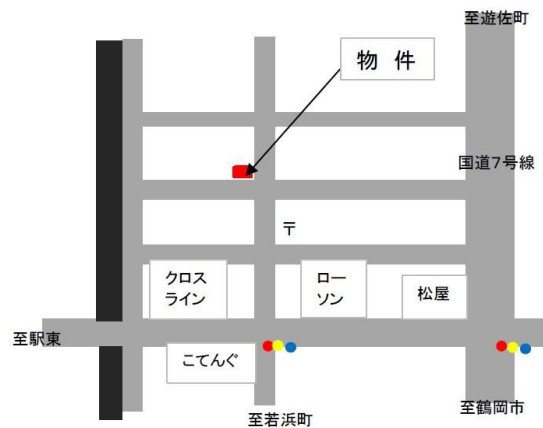 至遊佐町
物 件
国道7号線
〒
クロス
ライン
ロー
ソン
松屋
至駅東
こてんぐ
至若浜町
至鶴岡市